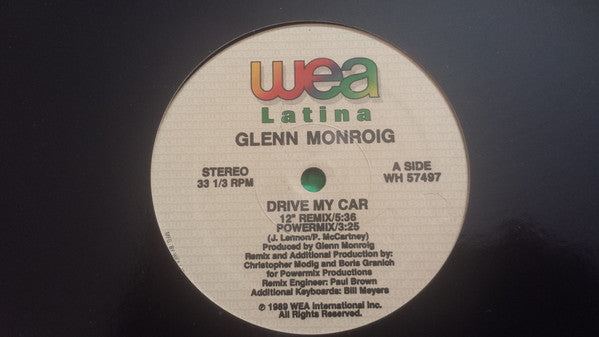 wea
Latina
GLENN MONROIG
STEREO
33 1/3 RPM
A SIDE
WH 57497
DRIVE MY CAR
12" REMIX/5:36
POWERMIX/3:25
(J. Lennon/P. McCartney)
Produced by Glenn Monroig
Remix and Additional Production by:
Christopher Modig and Boris Granich
for Powermix Productions
Remix Engineer: Paul Brown
Additional Keyboards: Bill Meyers
℗ 1989 WEA International Inc.
All Rights Reserved.